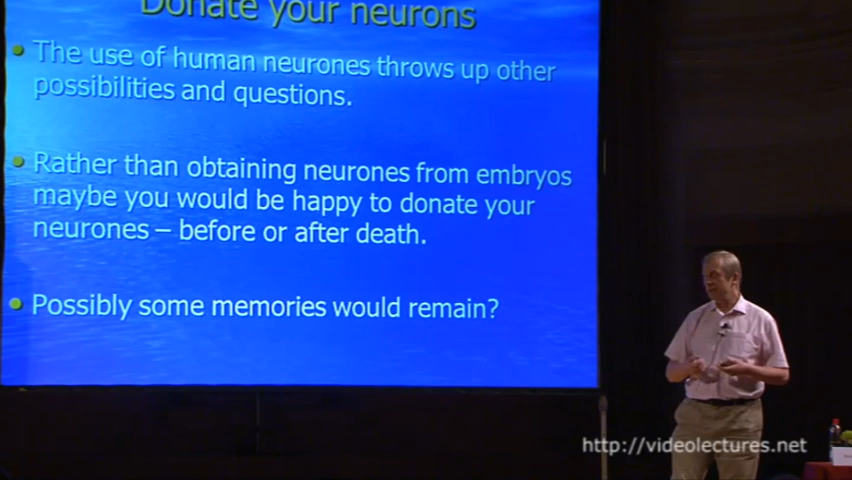 Donate your neurons
The use of human neurones throws up other
possibilities and questions.
Rather than obtaining neurones from embryos
maybe you would be happy to donate your
neurones – before or after death.
Possibly some memories would remain?
http://videolectures.net